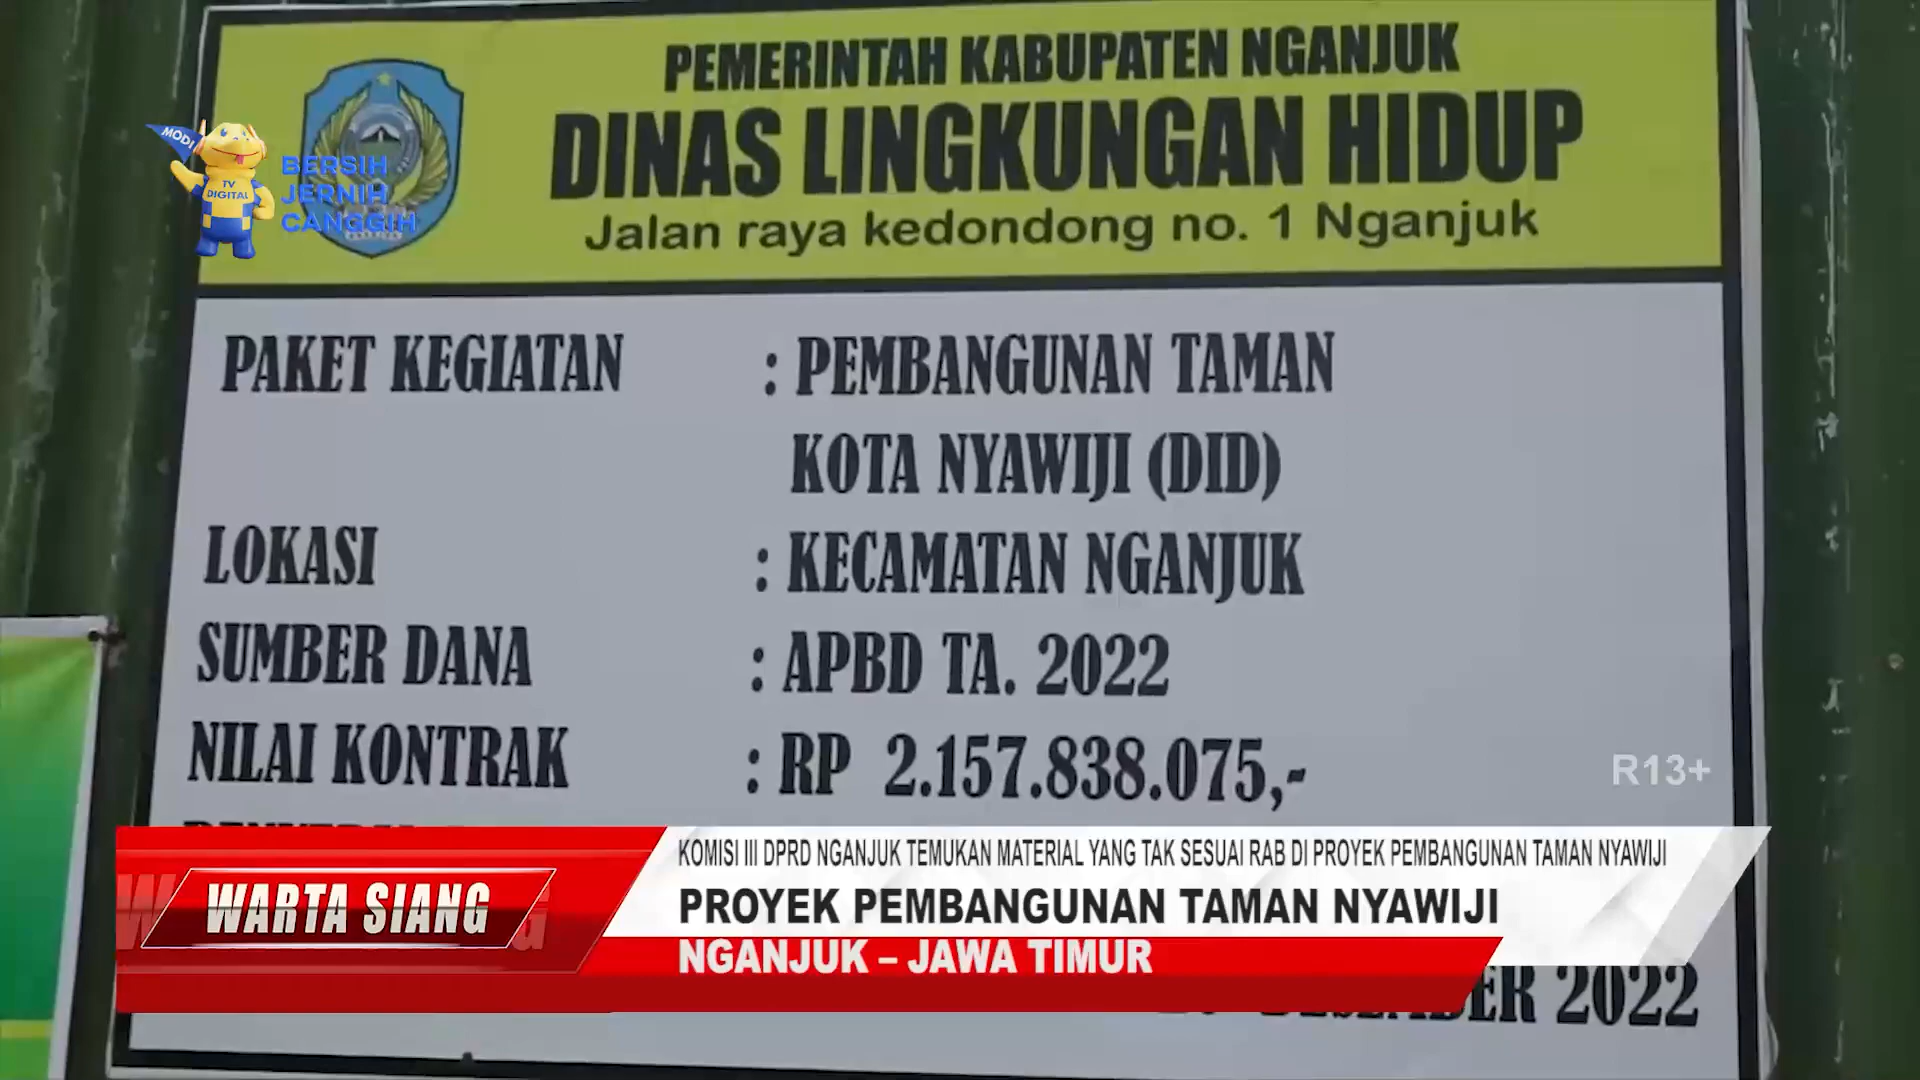 PEMERINTAH KABUPATEN NGANJUK
DINAS LINGKUNGAN HIDUP
Jalan raya kedondong no. 1 Nganjuk
MODI
TV
DIGITAL
BERSIH
JERNIH
CANGGIH
PAKET KEGIATAN : PEMBANGUNAN TAMAN
KOTA NYAWIJI (DID)
LOKASI : KECAMATAN NGANJUK
SUMBER DANA : APBD TA. 2022
NILAI KONTRAK : RP 2.157.838.075,-
R13+
KOMISI III DPRD NGANJUK TEMUKAN MATERIAL YANG TAK SESUAI RAB DI PROYEK PEMBANGUNAN TAMAN NYAWIJI
WARTA SIANG
PROYEK PEMBANGUNAN TAMAN NYAWIJI
NGANJUK – JAWA TIMUR
2022